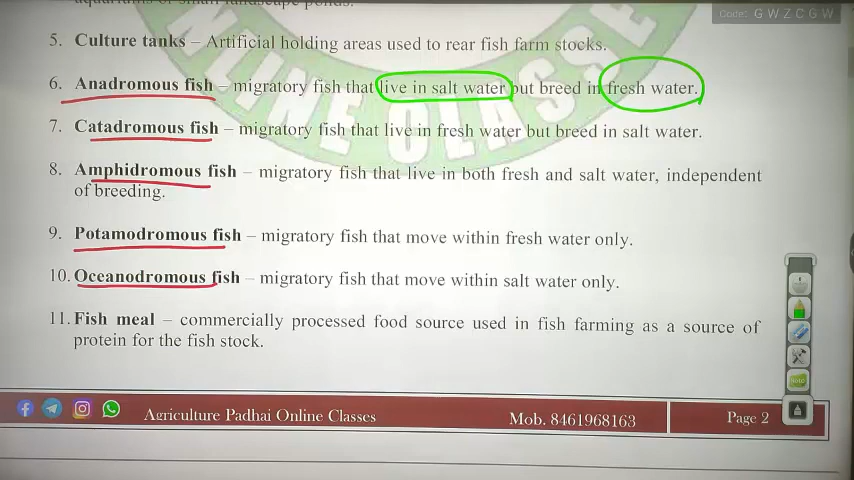 Code: G W Z C G W
5. Culture tanks – Artificial holding areas used to rear fish farm stocks.
6. Anadromous fish – migratory fish that live in salt water but breed in fresh water.
7. Catadromous fish – migratory fish that live in fresh water but breed in salt water.
8. Amphidromous fish – migratory fish that live in both fresh and salt water, independent
of breeding.
9. Potamodromous fish – migratory fish that move within fresh water only.
10. Oceanodromous fish – migratory fish that move within salt water only.
11. Fish meal – commercially processed food source used in fish farming as a source of
protein for the fish stock.
Agriculture Padhai Online Classes Mob. 8461968163 Page 2